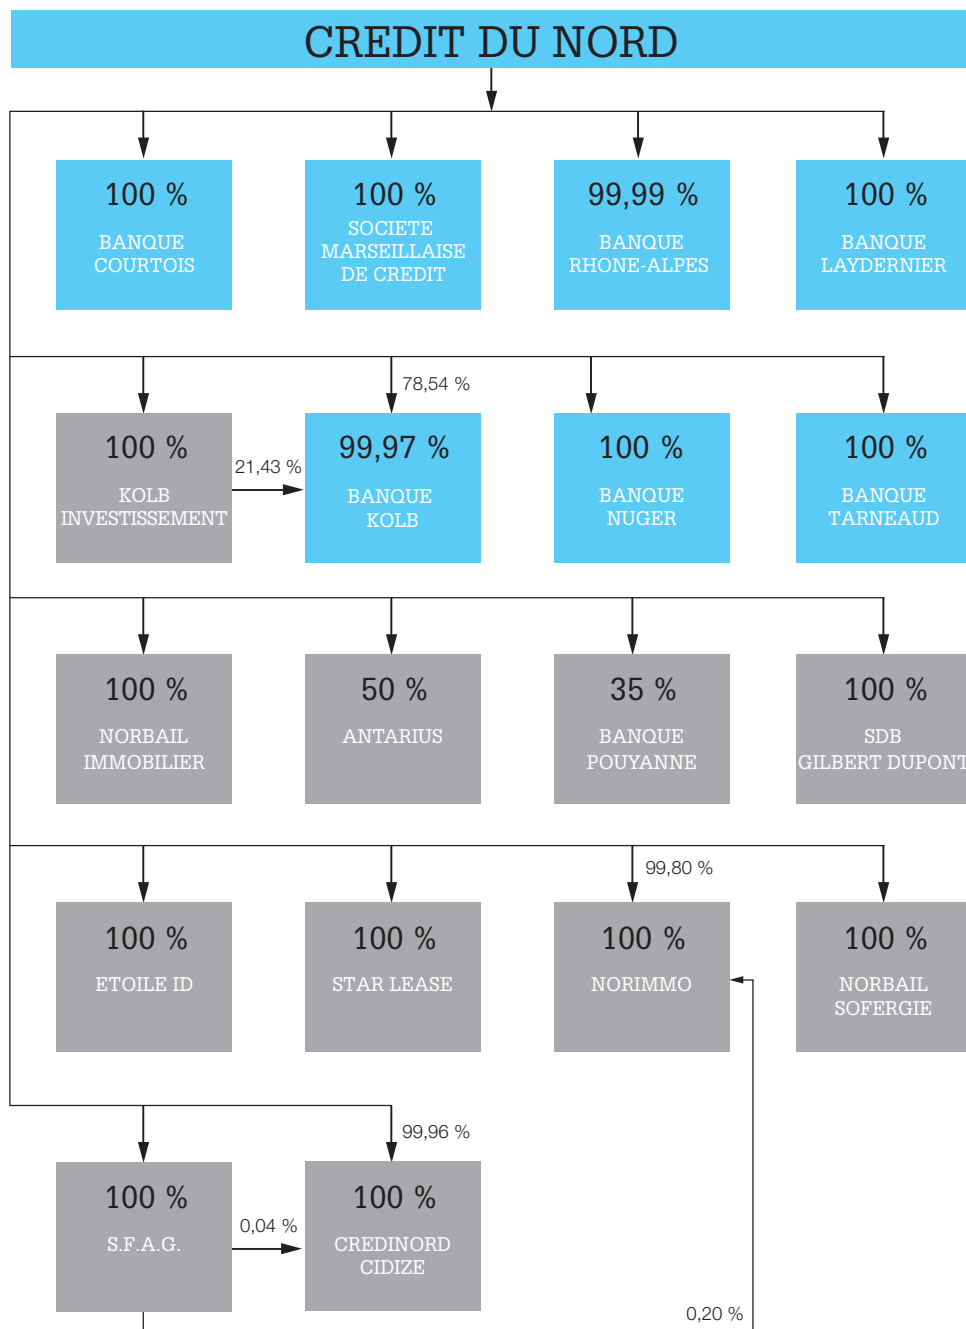 CREDIT DU NORD
100 %
BANQUE
COURTOIS
100 %
SOCIETE
MARSEILLAISE
DE CREDIT
99,99 %
BANQUE
RHONE-ALPES
100 %
BANQUE
LAYDERNIER
100 %
KOLB
INVESTISSEMENT
21,43 %
78,54 %
99,97 %
BANQUE
KOLB
100 %
BANQUE
NUGER
100 %
BANQUE
TARNEAUD
100 %
NORBAIL
IMMOBILIER
50 %
ANTARIUS
35 %
BANQUE
POUYANNE
100 %
SDB
GILBERT DUPONT
100 %
ETOILE ID
100 %
STAR LEASE
99,80 %
100 %
NORIMMO
100 %
NORBAIL
SOFERGIE
100 %
S.F.A.G.
0,04 %
99,96 %
100 %
CREDINORD
CIDIZE
0,20 %